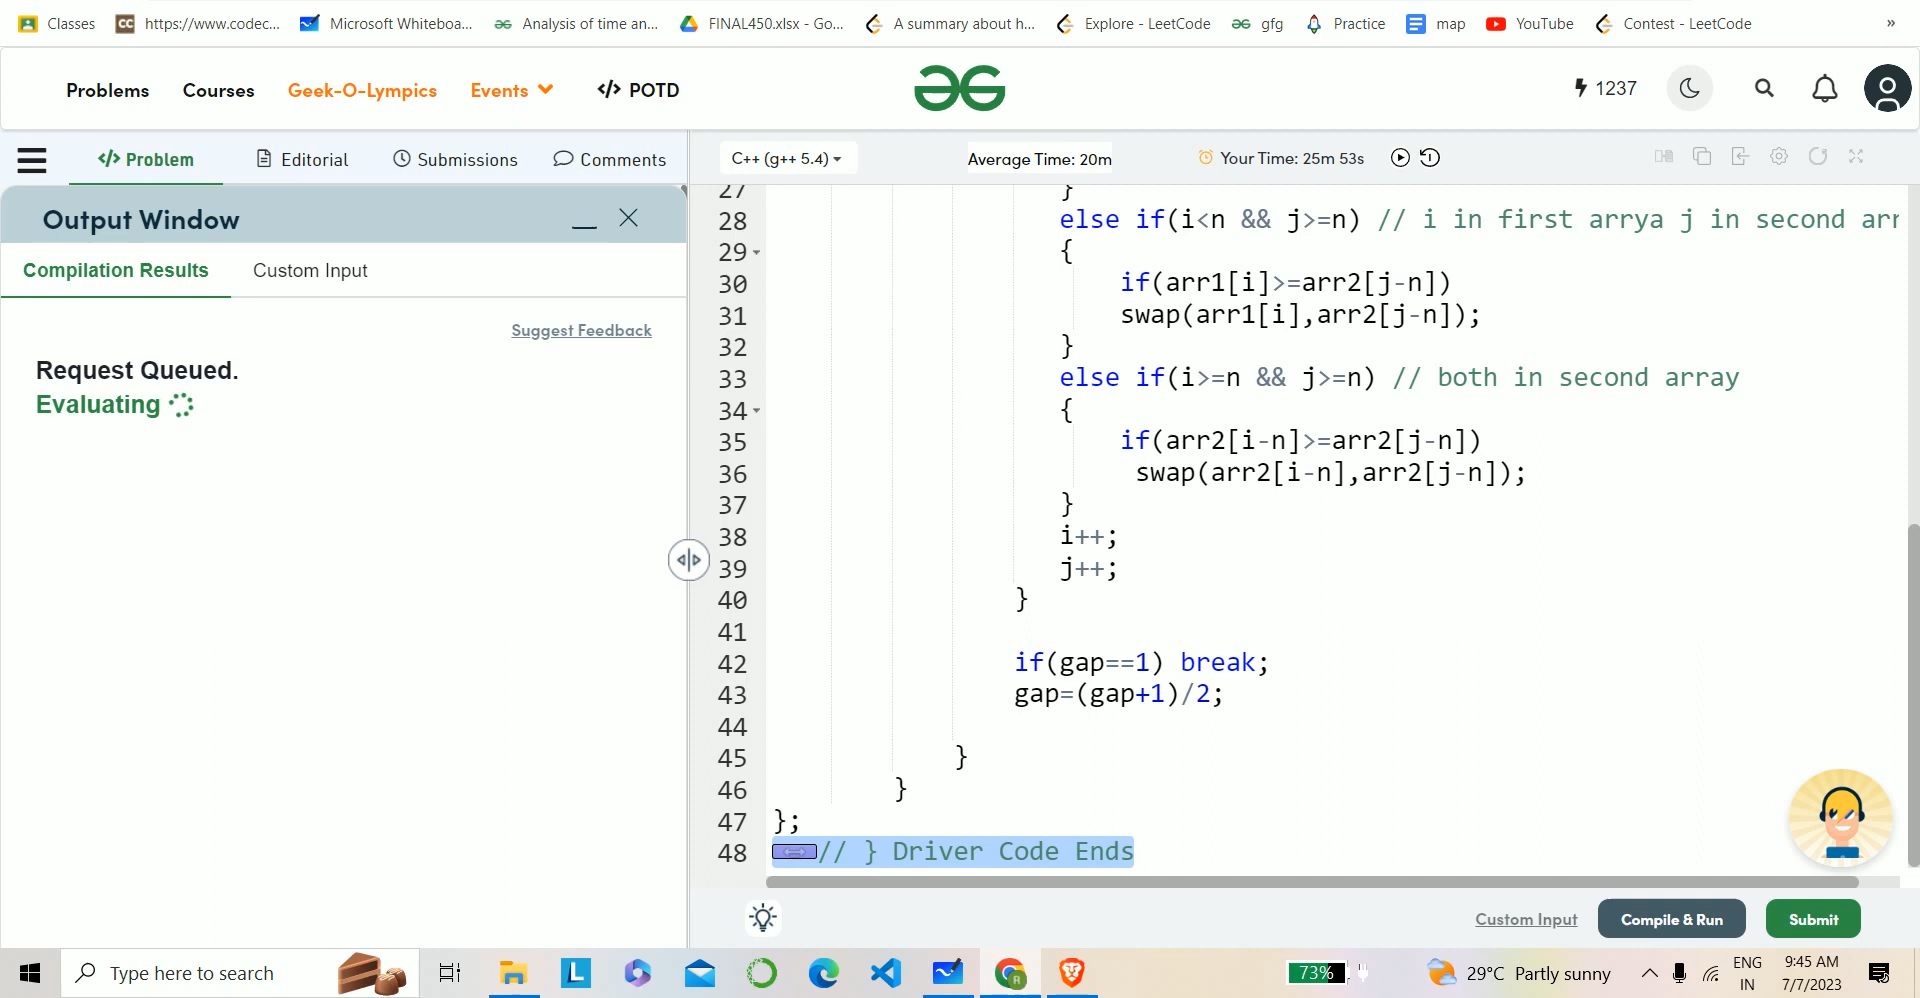 Classes https://www.codec... Microsoft Whiteboa... Analysis of time an... FINAL450.xlsx - Go... A summary about h... Explore - LeetCode gfg Practice map YouTube Contest - LeetCode »
Problems Courses Geek-O-Lympics Events </> POTD 1237
</> Problem Editorial Submissions Comments
C++ (g++ 5.4) Average Time: 20m Your Time: 25m 53s
Output Window
Compilation Results Custom Input
Suggest Feedback
Request Queued.
Evaluating
27 }
28 else if(i<n && j>=n) // i in first arrya j in second arr
29 {
30 if(arr1[i]>=arr2[j-n])
31 swap(arr1[i],arr2[j-n]);
32 }
33 else if(i>=n && j>=n) // both in second array
34 {
35 if(arr2[i-n]>=arr2[j-n])
36 swap(arr2[i-n],arr2[j-n]);
37 }
38 i++;
39 j++;
40 }
41
42 if(gap==1) break;
43 gap=(gap+1)/2;
44
45 }
46 }
47 };
48 // } Driver Code Ends
Custom Input Compile & Run Submit
Type here to search L 73% 29°C Partly sunny ENG IN 9:45 AM 7/7/2023